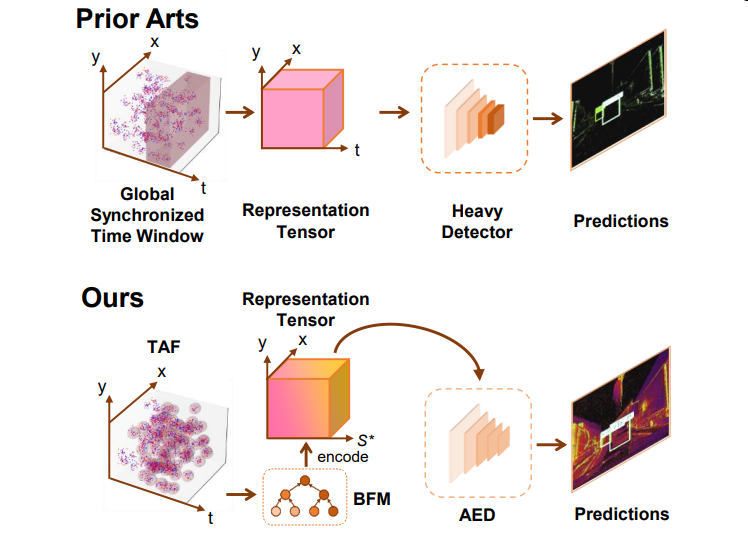 Prior Arts
y
x
t
Global
Synchronized
Time Window
y
x
t
Representation
Tensor
Heavy
Detector
Predictions
Ours
TAF
y
x
t
Representation
Tensor
y
x
S*
encode
BFM
AED
Predictions